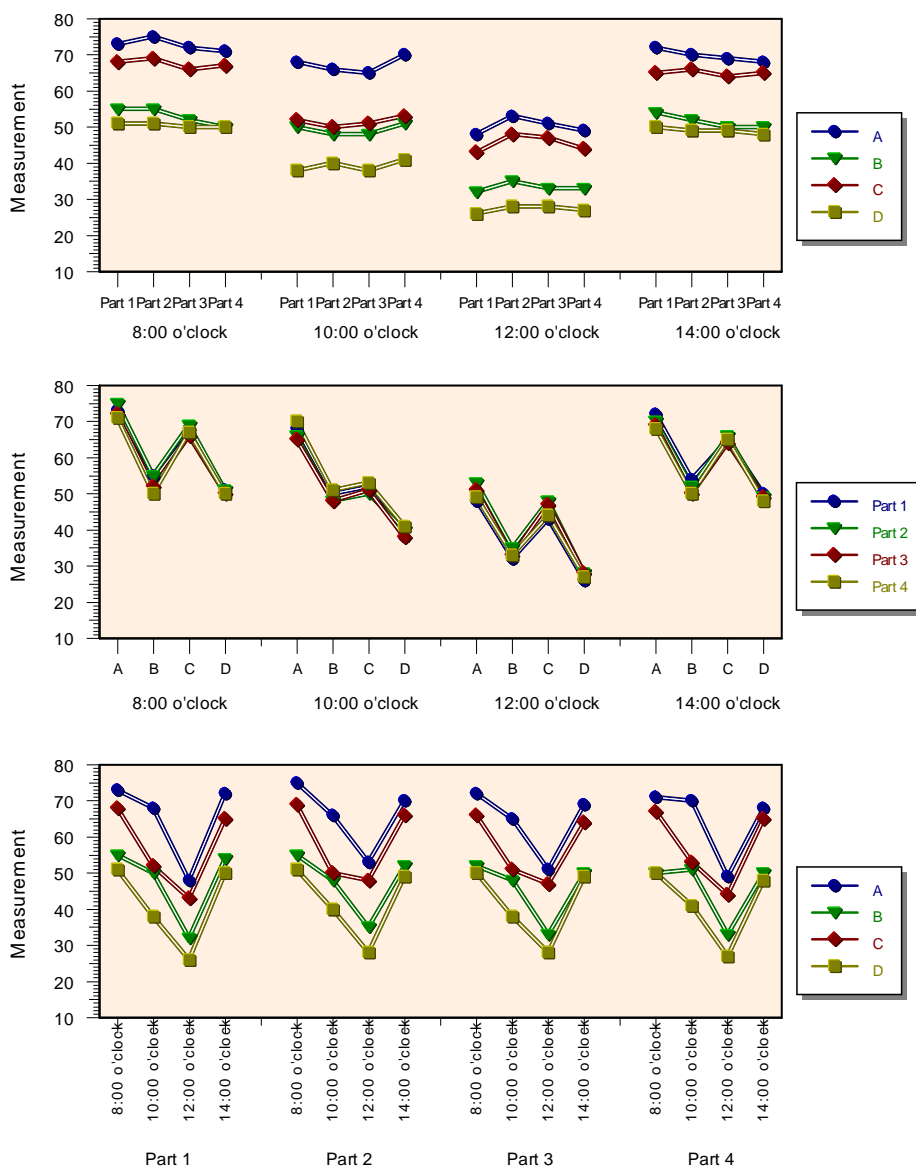 80
70
60
50
40
30
20
10
Measurement
Part 1 Part 2 Part 3 Part 4
Part 1 Part 2 Part 3 Part 4
Part 1 Part 2 Part 3 Part 4
Part 1 Part 2 Part 3 Part 4
8:00 o'clock
10:00 o'clock
12:00 o'clock
14:00 o'clock
A
B
C
D
80
70
60
50
40
30
20
10
Measurement
A B C D
A B C D
A B C D
A B C D
8:00 o'clock
10:00 o'clock
12:00 o'clock
14:00 o'clock
Part 1
Part 2
Part 3
Part 4
80
70
60
50
40
30
20
10
Measurement
8:00 o'clock
10:00 o'clock
12:00 o'clock
14:00 o'clock
8:00 o'clock
10:00 o'clock
12:00 o'clock
14:00 o'clock
8:00 o'clock
10:00 o'clock
12:00 o'clock
14:00 o'clock
8:00 o'clock
10:00 o'clock
12:00 o'clock
14:00 o'clock
Part 1
Part 2
Part 3
Part 4
A
B
C
D